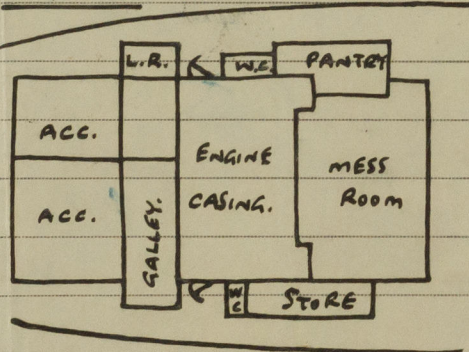 L.R.
W.C.
PANTRY
ACC.
ENGINE
CASING.
MESS
ROOM
ACC.
GALLEY.
W
C
STORE